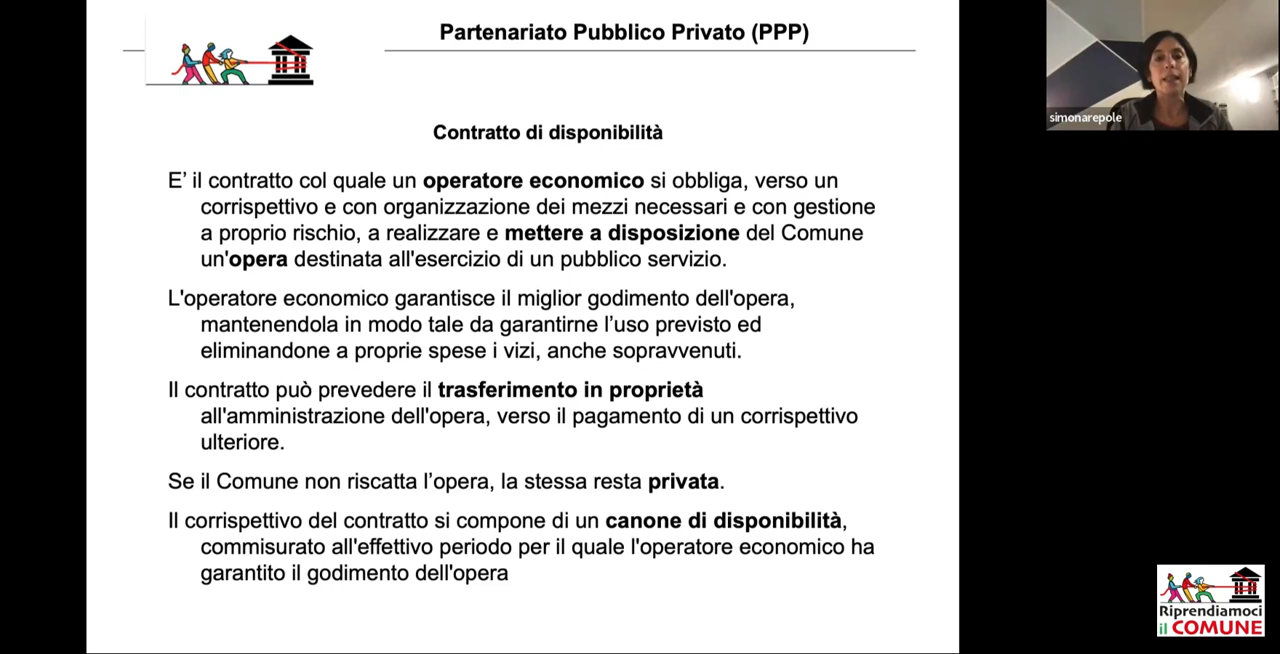 Partenariato Pubblico Privato (PPP)
simonarepole
Contratto di disponibilità
E’ il contratto col quale un operatore economico si obbliga, verso un
corrispettivo e con organizzazione dei mezzi necessari e con gestione
a proprio rischio, a realizzare e mettere a disposizione del Comune
un'opera destinata all'esercizio di un pubblico servizio.
L'operatore economico garantisce il miglior godimento dell'opera,
mantenendola in modo tale da garantirne l’uso previsto ed
eliminandone a proprie spese i vizi, anche sopravvenuti.
Il contratto può prevedere il trasferimento in proprietà
all'amministrazione dell'opera, verso il pagamento di un corrispettivo
ulteriore.
Se il Comune non riscatta l’opera, la stessa resta privata.
Il corrispettivo del contratto si compone di un canone di disponibilità,
commisurato all'effettivo periodo per il quale l'operatore economico ha
garantito il godimento dell'opera
Riprendiamoci
il COMUNE